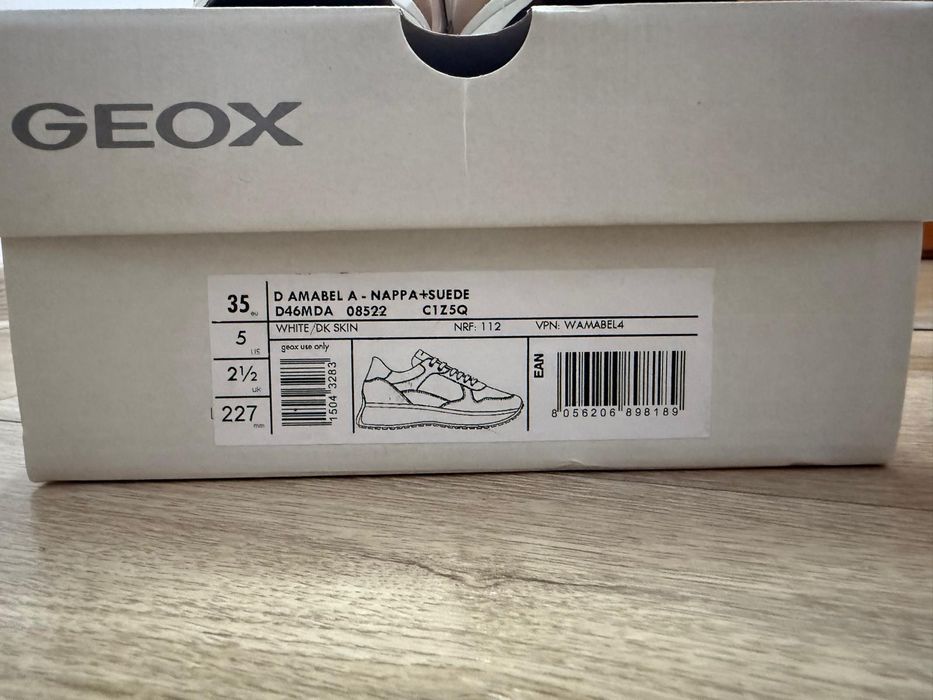 GEOX
35 eu
5 US
2½ uk
227 mm
D AMABEL A - NAPPA+SUEDE
D46MDA 08522 C1Z5Q
WHITE/DK SKIN NRF: 112 VPN: WAMABEL4
geox use only
1504 3283
EAN
8 056206 898189